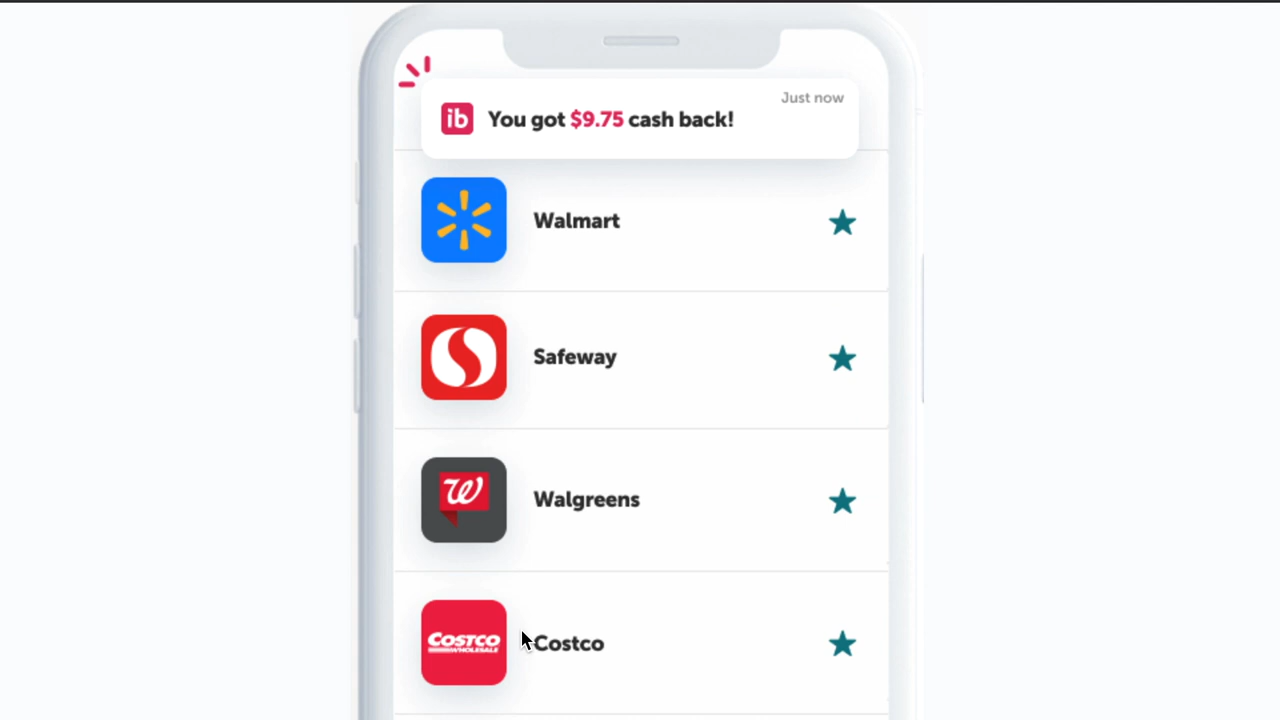 Just now
ib You got $9.75 cash back!
Walmart
Safeway
W Walgreens
COSTCO
WHOLESALE
Costco